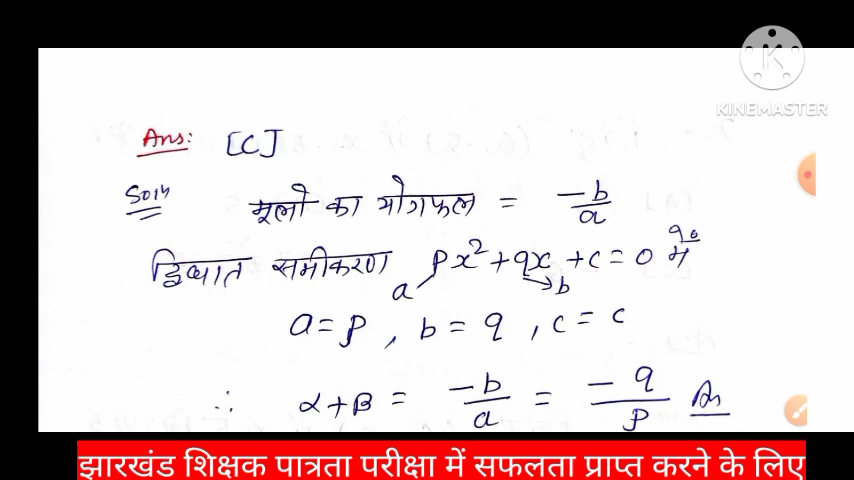 KINEMASTER
Ans: [C]
Soln मूलो का योगफल = -b/a
द्विघात समीकरण px² + qx + c = 0 में
a b
a = p , b = q , c = c
∴ α + β = -b/a = -q/p Ans
झारखंड शिक्षक पात्रता परीक्षा में सफलता प्राप्त करने के लिए